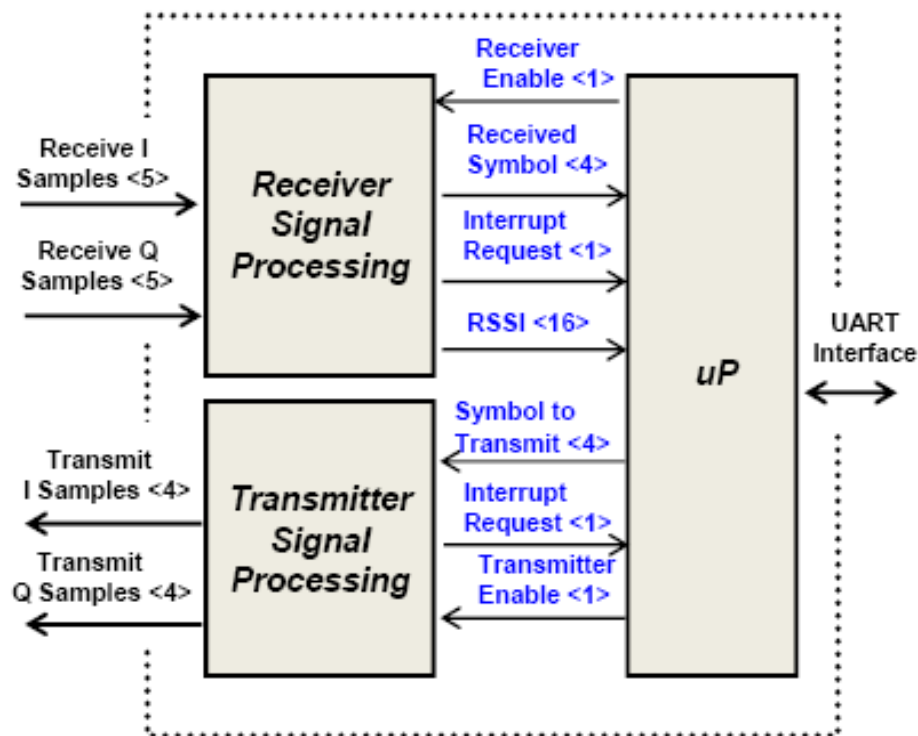 Receiver
Enable <1>
Receive I
Samples <5>
Received
Symbol <4>
Receiver
Signal
Processing
Receive Q
Samples <5>
Interrupt
Request <1>
RSSI <16>
uP
UART
Interface
Symbol to
Transmit <4>
Transmit
I Samples <4>
Transmitter
Signal
Processing
Interrupt
Request <1>
Transmit
Q Samples <4>
Transmitter
Enable <1>